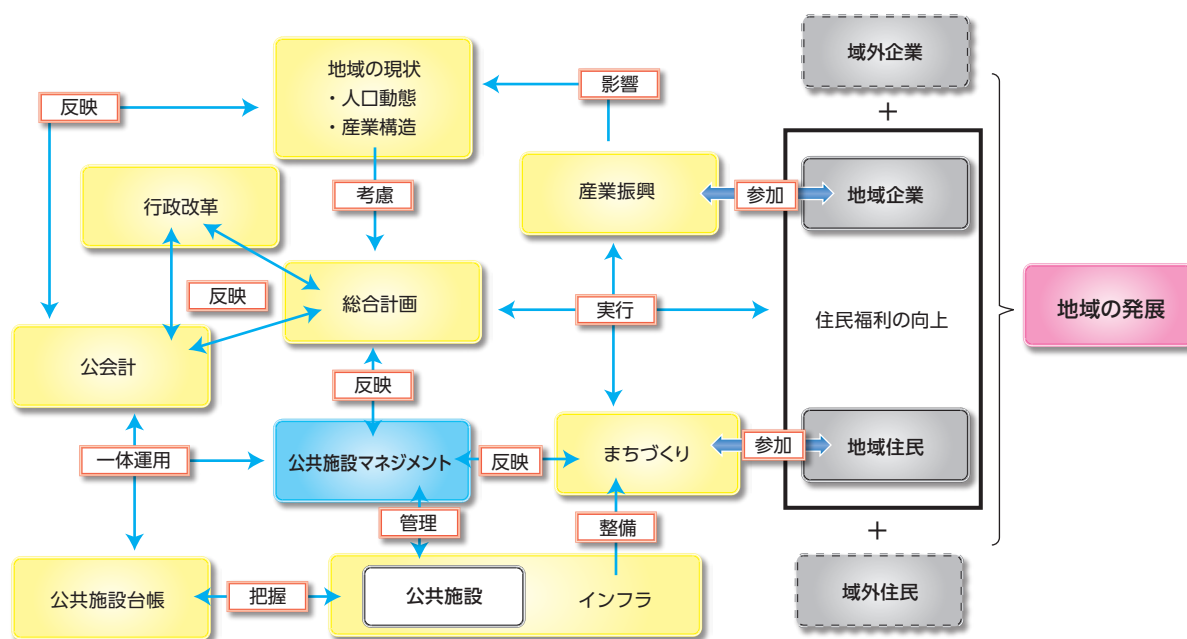 域外企業
地域の現状
・人口動態
・産業構造
影響
反映
+
産業振興
参加
地域企業
考慮
行政改革
反映
総合計画
実行
住民福利の向上
地域の発展
公会計
反映
一体運用
公共施設マネジメント
反映
まちづくり
参加
地域住民
管理
整備
+
公共施設台帳
把握
公共施設
インフラ
域外住民